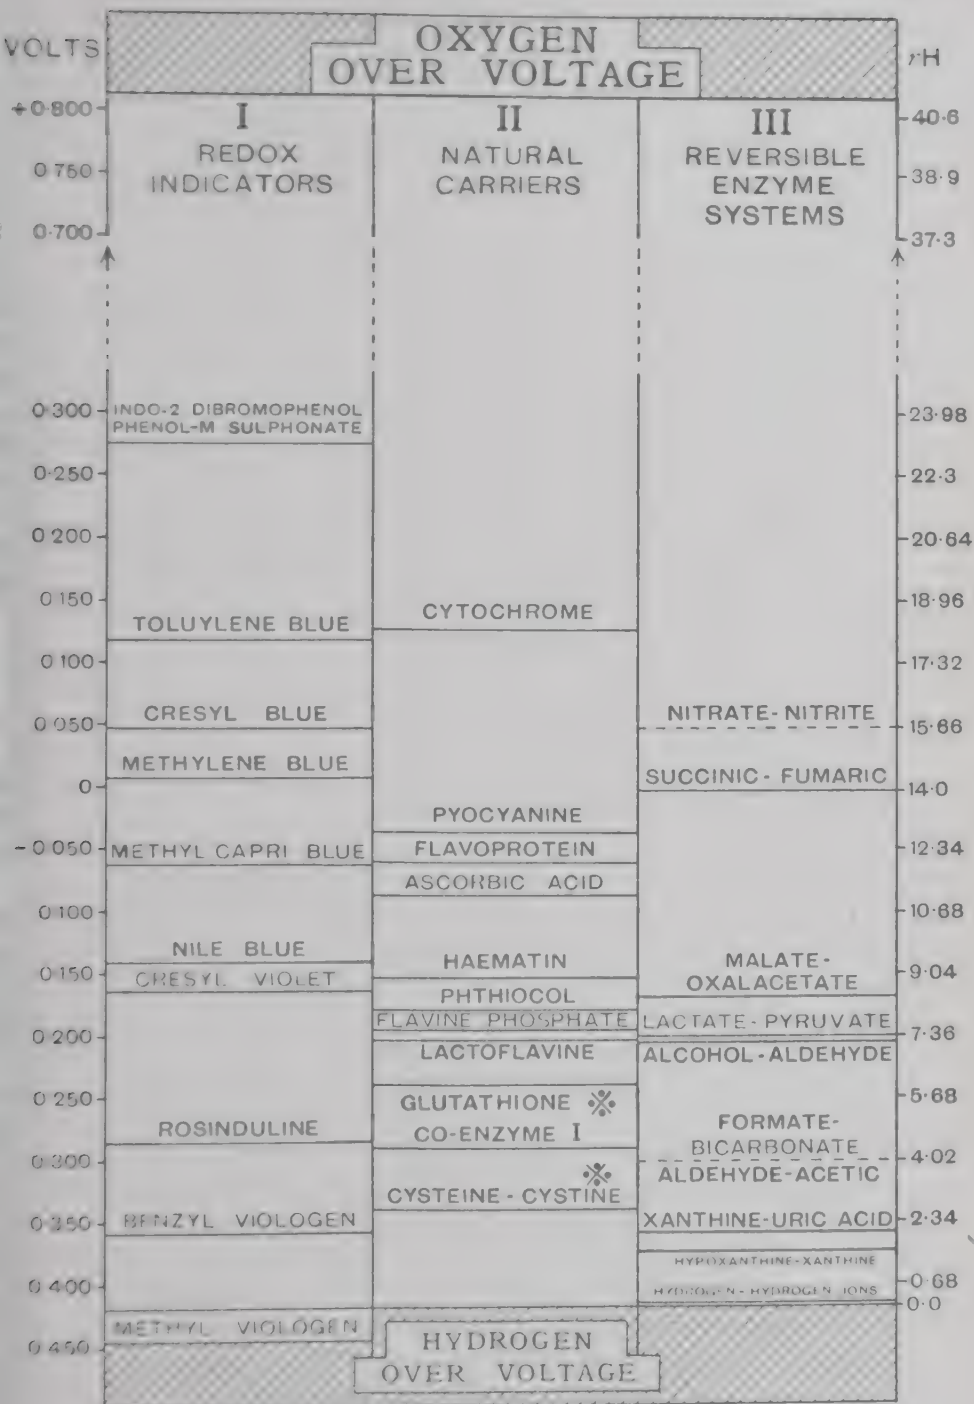 OXYGEN
OVER VOLTAGE
VOLTS
rH
+0·800
0·750
0·700
0·300
0·250
0 200
0 150
0 100
0 050
0
-0 050
0 100
0 150
0 200
0 250
0 300
0 350
0 400
0 450
I
REDOX
INDICATORS
INDO-2 DIBROMOPHENOL
PHENOL-M SULPHONATE
TOLUYLENE BLUE
CRESYL BLUE
METHYLENE BLUE
METHYL CAPRI BLUE
NILE BLUE
CRESYL VIOLET
ROSINDULINE
BENZYL VIOLOGEN
METHYL VIOLOGEN
II
NATURAL
CARRIERS
CYTOCHROME
PYOCYANINE
FLAVOPROTEIN
ASCORBIC ACID
HAEMATIN
PHTHIOCOL
FLAVINE PHOSPHATE
LACTOFLAVINE
GLUTATHIONE ※
CO-ENZYME I
※
CYSTEINE - CYSTINE
III
REVERSIBLE
ENZYME
SYSTEMS
NITRATE-NITRITE
SUCCINIC - FUMARIC
MALATE-
OXALACETATE
LACTATE - PYRUVATE
ALCOHOL-ALDEHYDE
FORMATE-
BICARBONATE
ALDEHYDE-ACETIC
XANTHINE-URIC ACID
HYPOXANTHINE-XANTHINE
HYDROGEN - HYDROGEN IONS
40·6
38·9
37·3
23·98
22·3
20·64
18·96
17·32
15·66
14·0
12·34
10·68
9·04
7·36
5·68
4·02
2·34
0·68
0·0
HYDROGEN
OVER VOLTAGE